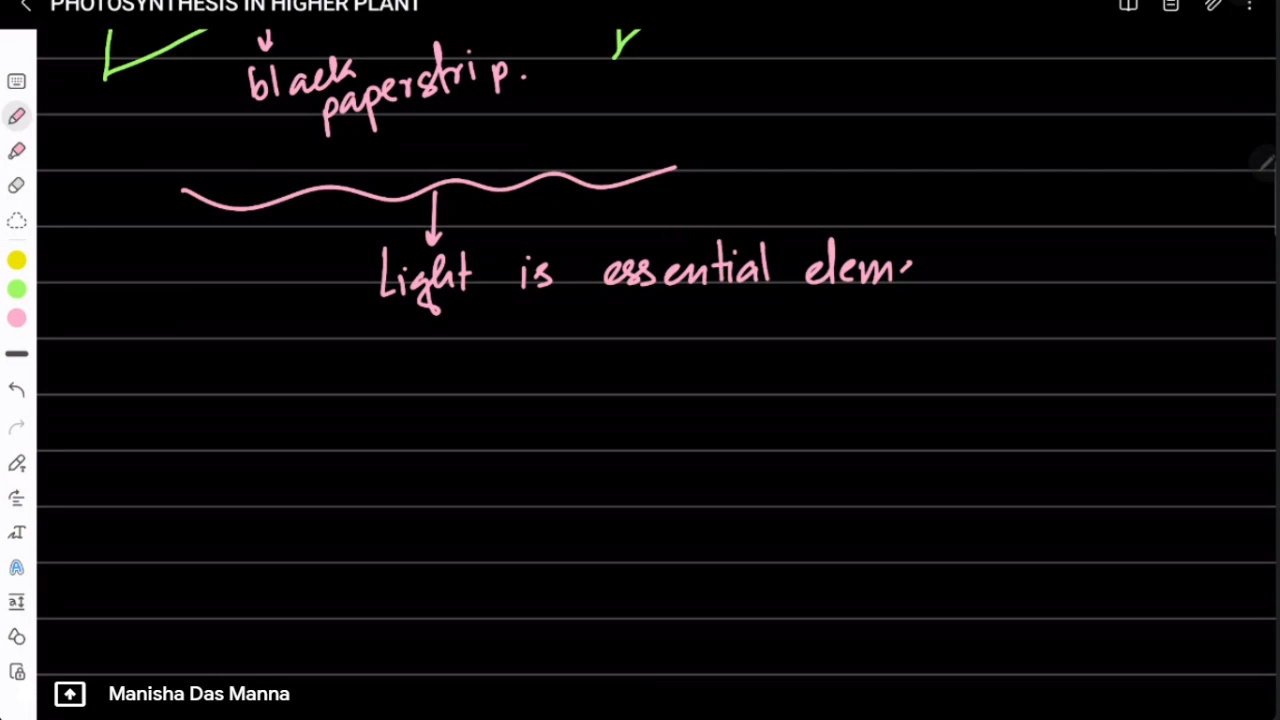 PHOTOSYNTHESIS IN HIGHER PLANT
black
paperstrip.
Light is essential elem
Manisha Das Manna